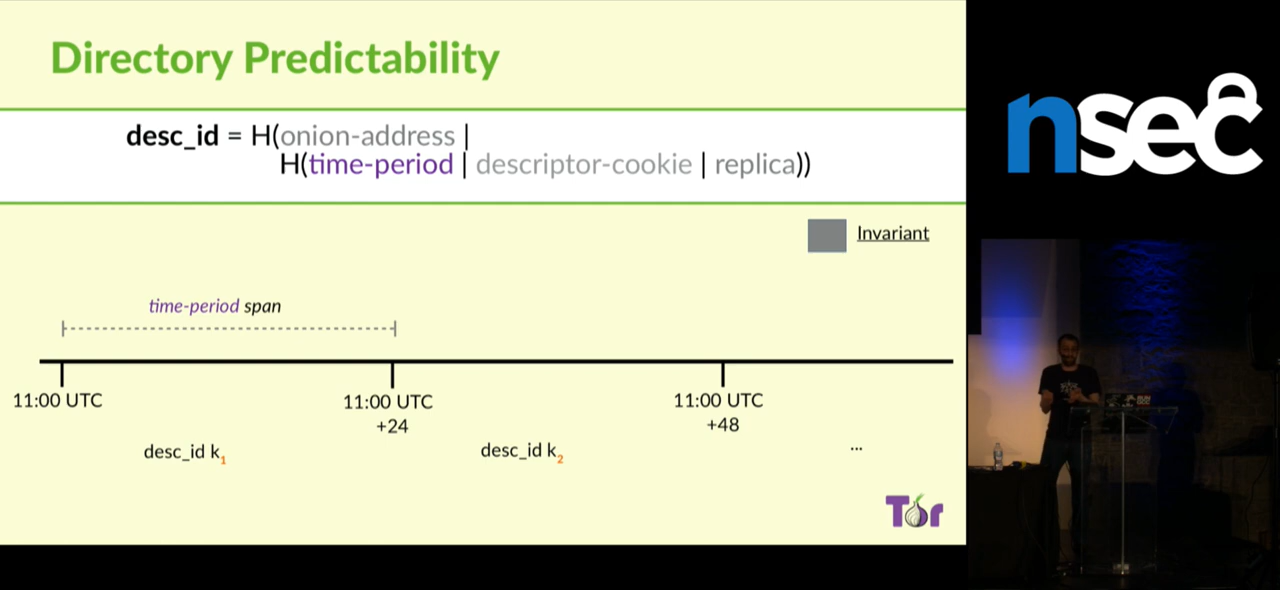 Directory Predictability
desc_id = H(onion-address |
H(time-period | descriptor-cookie | replica))
Invariant
time-period span
11:00 UTC
11:00 UTC
+24
11:00 UTC
+48
desc_id k1
desc_id k2
...
Tor
nsec